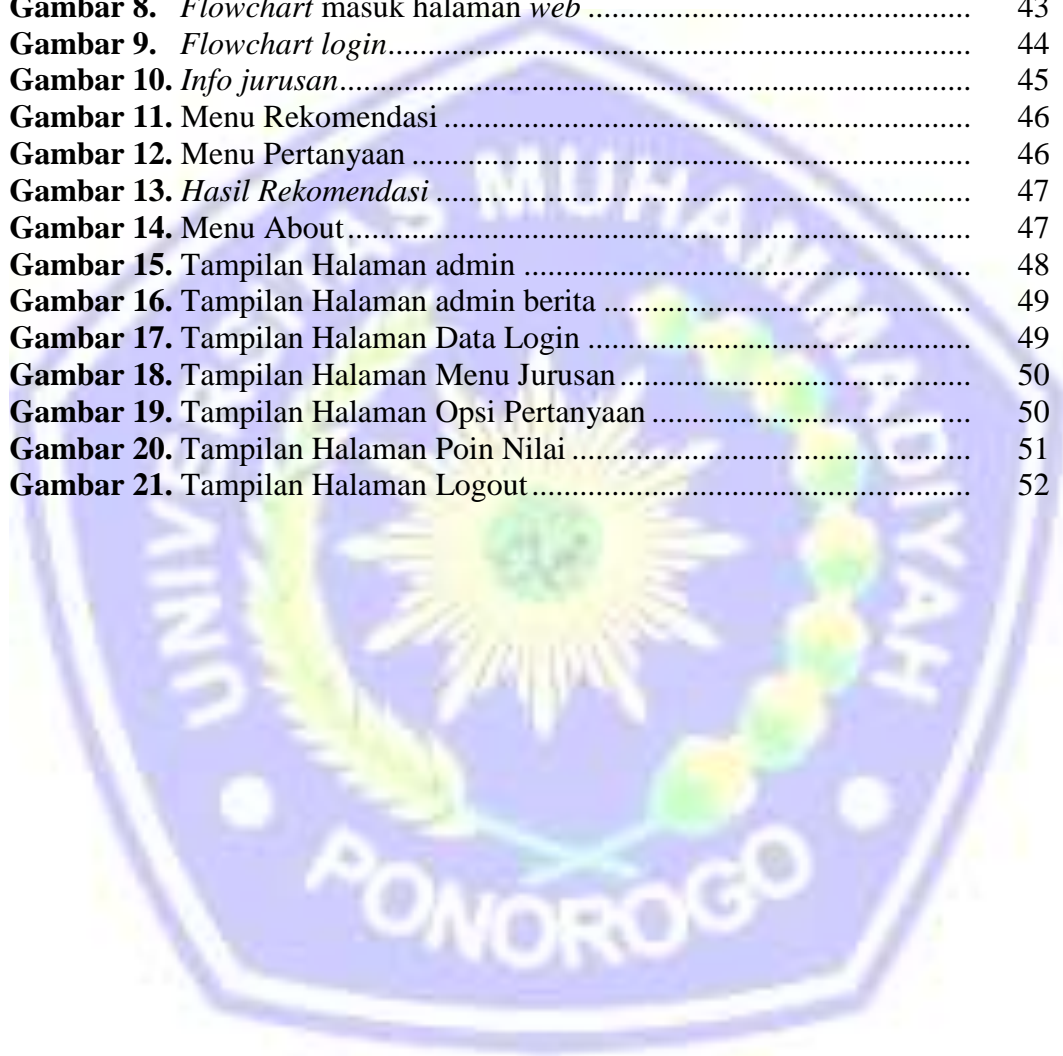 Gambar 8. Flowchart masuk halaman web ........................................................ 43
Gambar 9. Flowchart login................................................................................. 44
Gambar 10. Info jurusan....................................................................................... 45
Gambar 11. Menu Rekomendasi .......................................................................... 46
Gambar 12. Menu Pertanyaan .............................................................................. 46
Gambar 13. Hasil Rekomendasi ........................................................................... 47
Gambar 14. Menu About...................................................................................... 47
Gambar 15. Tampilan Halaman admin ................................................................ 48
Gambar 16. Tampilan Halaman admin berita ...................................................... 49
Gambar 17. Tampilan Halaman Data Login ........................................................ 49
Gambar 18. Tampilan Halaman Menu Jurusan .................................................... 50
Gambar 19. Tampilan Halaman Opsi Pertanyaan ................................................ 50
Gambar 20. Tampilan Halaman Poin Nilai .......................................................... 51
Gambar 21. Tampilan Halaman Logout ............................................................... 52
UNIVERSITAS MUHAMMADIYAH
PONOROGO